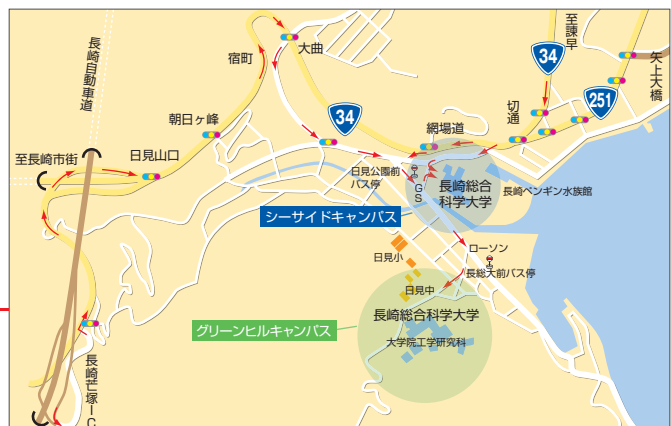 至諫早
矢上大橋
長崎自動車道
宿町
大曲
34
251
切通
朝日ヶ峰
34
網場道
至長崎市街
日見山口
日見公園前
バス停
GS
長崎総合
科学大学
長崎ペンギン水族館
シーサイドキャンパス
日見小
ローソン
長総大前バス停
日見中
長崎総合科学大学
グリーンヒルキャンパス
大学院工学研究科
長崎芒塚IC